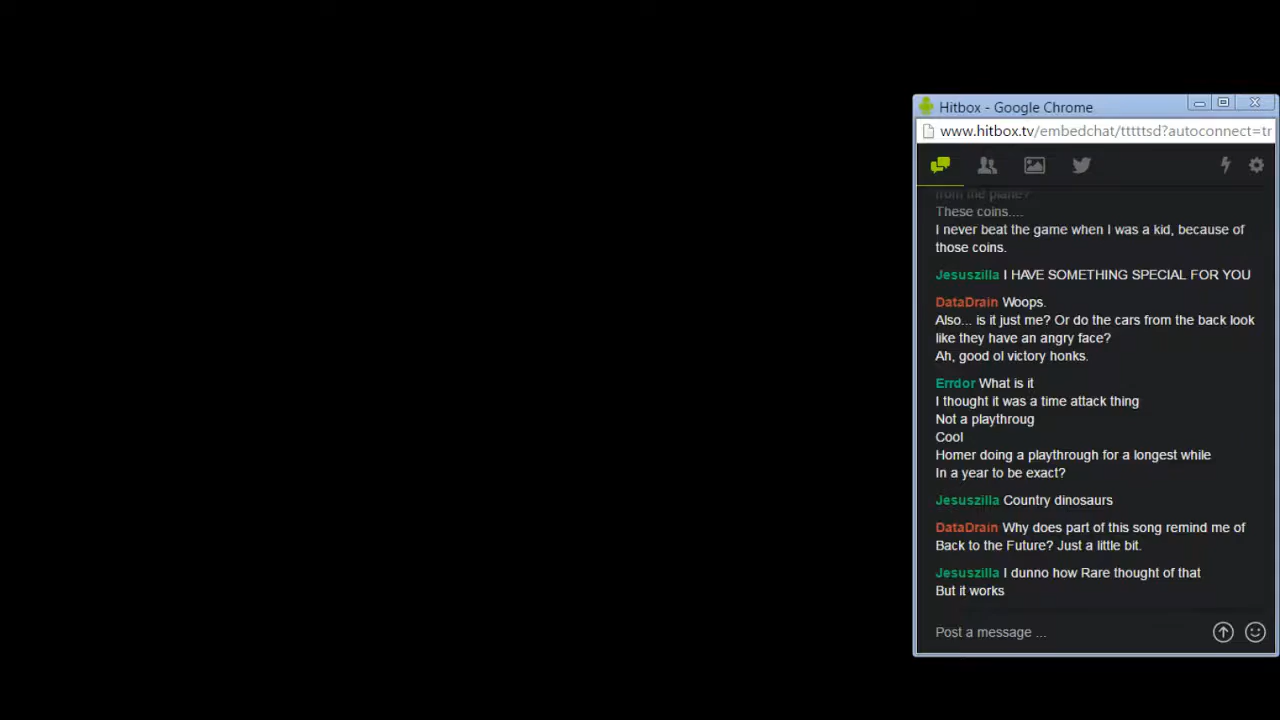 Hitbox - Google Chrome
www.hitbox.tv/embedchat/tttttsd?autoconnect=tr
from the plane?
These coins....
I never beat the game when I was a kid, because of
those coins.
Jesuszilla I HAVE SOMETHING SPECIAL FOR YOU
DataDrain Woops.
Also... is it just me? Or do the cars from the back look
like they have an angry face?
Ah, good ol victory honks.
Errdor What is it
I thought it was a time attack thing
Not a playthroug
Cool
Homer doing a playthrough for a longest while
In a year to be exact?
Jesuszilla Country dinosaurs
DataDrain Why does part of this song remind me of
Back to the Future? Just a little bit.
Jesuszilla I dunno how Rare thought of that
But it works
Post a message ...